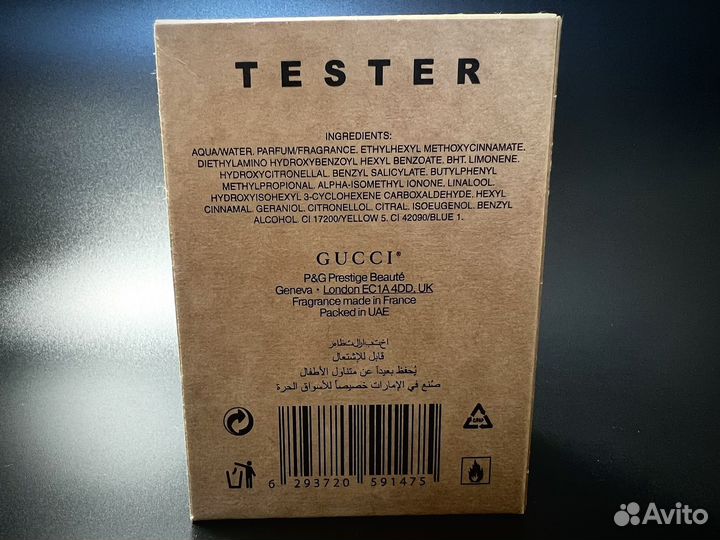 TESTER
INGREDIENTS:
AQUA/WATER. PARFUM/FRAGRANCE. ETHYLHEXYL METHOXYCINNAMATE.
DIETHYLAMINO HYDROXYBENZOYL HEXYL BENZOATE. BHT. LIMONENE.
HYDROXYCITRONELLAL. BENZYL SALICYLATE. BUTYLPHENYL
METHYLPROPIONAL. ALPHA-ISOMETHYL IONONE. LINALOOL.
HYDROXYISOHEXYL 3-CYCLOHEXENE CARBOXALDEHYDE. HEXYL
CINNAMAL. GERANIOL. CITRONELLOL. CITRAL. ISOEUGENOL. BENZYL
ALCOHOL. CI 17200/YELLOW 5. CI 42090/BLUE 1.
GUCCI®
P&G Prestige Beauté
Geneva • London EC1A 4DD. UK
Fragrance made in France
Packed in UAE
قابل للإشتعال
يُحفظ بعيداً عن متناول الأطفال
صُنع في الإمارات خصيصاً للأسواق الحرة
6 293720 591475
Avito